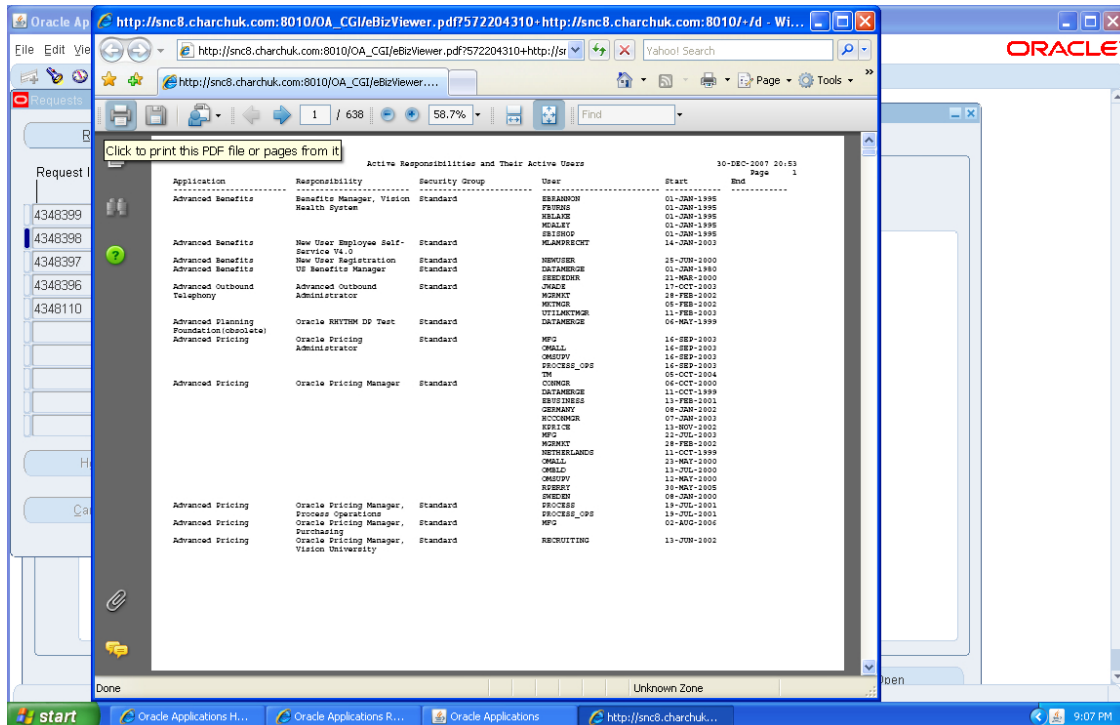 Oracle Ap
http://snc8.charchuk.com:8010/OA_CGI/eBizViewer.pdf?572204310+http://snc8.charchuk.com:8010/+/d - Wi...
File Edit Vie
http://snc8.charchuk.com:8010/OA_CGI/eBizViewer.pdf?572204310+http://sr
Yahoo! Search
ORACLE
http://snc8.charchuk.com:8010/OA_CGI/eBizViewer....
Page
Tools
Requests
1 / 638
58.7%
Find
R
Click to print this PDF file or pages from it
Active Responsibilities and Their Active Users 30-DEC-2007 20:53
Page 1
Application Responsibility Security Group User Start End
Advanced Benefits Benefits Manager, Vision Standard EBRANNON 01-JAN-1995
Health System FBURNS 01-JAN-1995
HBLAKE 01-JAN-1995
MDALEY 01-JAN-1995
SBISHOP 01-JAN-1995
Advanced Benefits New User Employee Self- Standard MLAMPRECHT 14-JAN-2003
Service V4.0
Advanced Benefits New User Registration Standard NEWUSER 25-JUN-2000
Advanced Benefits US Benefits Manager Standard DATAMERGE 01-JAN-1980
SEEDEDHR 21-MAR-2000
Advanced Outbound Advanced Outbound Standard JWADE 17-OCT-2003
Telephony Administrator MGRMKT 28-FEB-2002
MKTMGR 05-FEB-2002
UTILMKTMGR 11-FEB-2003
Advanced Planning Oracle RHYTHM DP Test Standard DATAMERGE 06-MAY-1999
Foundation(obsolete)
Advanced Pricing Oracle Pricing Standard MFG 16-SEP-2003
Administrator OMALL 16-SEP-2003
OMSUPV 16-SEP-2003
PROCESS_OPS 16-SEP-2003
TM 05-OCT-2004
Advanced Pricing Oracle Pricing Manager Standard CONMGR 06-OCT-2000
DATAMERGE 11-OCT-1999
EBUSINESS 13-FEB-2001
GERMANY 08-JAN-2002
HCCONMGR 07-JAN-2003
KPRICE 13-NOV-2002
MFG 22-JUL-2003
MGRMKT 28-FEB-2002
NETHERLANDS 11-OCT-1999
OMALL 23-MAY-2000
OMBLD 13-JUL-2000
OMSUPV 12-MAY-2000
RPERRY 30-MAY-2005
SWEDEN 08-JAN-2000
Advanced Pricing Oracle Pricing Manager, Standard PROCESS 19-JUL-2001
Process Operations PROCESS_OPS 19-JUL-2001
Advanced Pricing Oracle Pricing Manager, Standard MFG 02-AUG-2006
Purchasing
Advanced Pricing Oracle Pricing Manager, Standard RECRUITING 13-JUN-2002
Vision University
Request I
4348399
4348398
4348397
4348396
4348110
H
Ca
Open
Done
Unknown Zone
start
Oracle Applications H...
Oracle Applications R...
Oracle Applications
http://snc8.charchuk...
9:07 PM